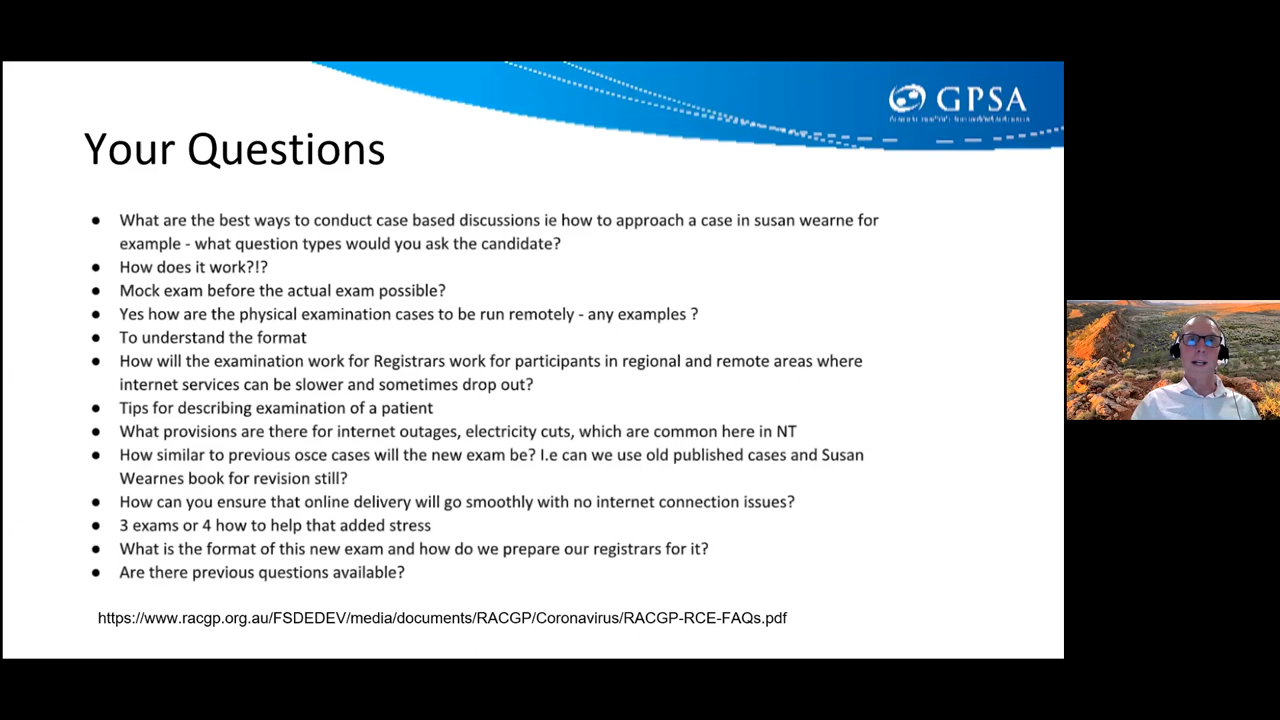 GPSA
Your Questions
● What are the best ways to conduct case based discussions ie how to approach a case in susan wearne for
example - what question types would you ask the candidate?
● How does it work?!?
● Mock exam before the actual exam possible?
● Yes how are the physical examination cases to be run remotely - any examples ?
● To understand the format
● How will the examination work for Registrars work for participants in regional and remote areas where
internet services can be slower and sometimes drop out?
● Tips for describing examination of a patient
● What provisions are there for internet outages, electricity cuts, which are common here in NT
● How similar to previous osce cases will the new exam be? I.e can we use old published cases and Susan
Wearnes book for revision still?
● How can you ensure that online delivery will go smoothly with no internet connection issues?
● 3 exams or 4 how to help that added stress
● What is the format of this new exam and how do we prepare our registrars for it?
● Are there previous questions available?
https://www.racgp.org.au/FSDEDEV/media/documents/RACGP/Coronavirus/RACGP-RCE-FAQs.pdf